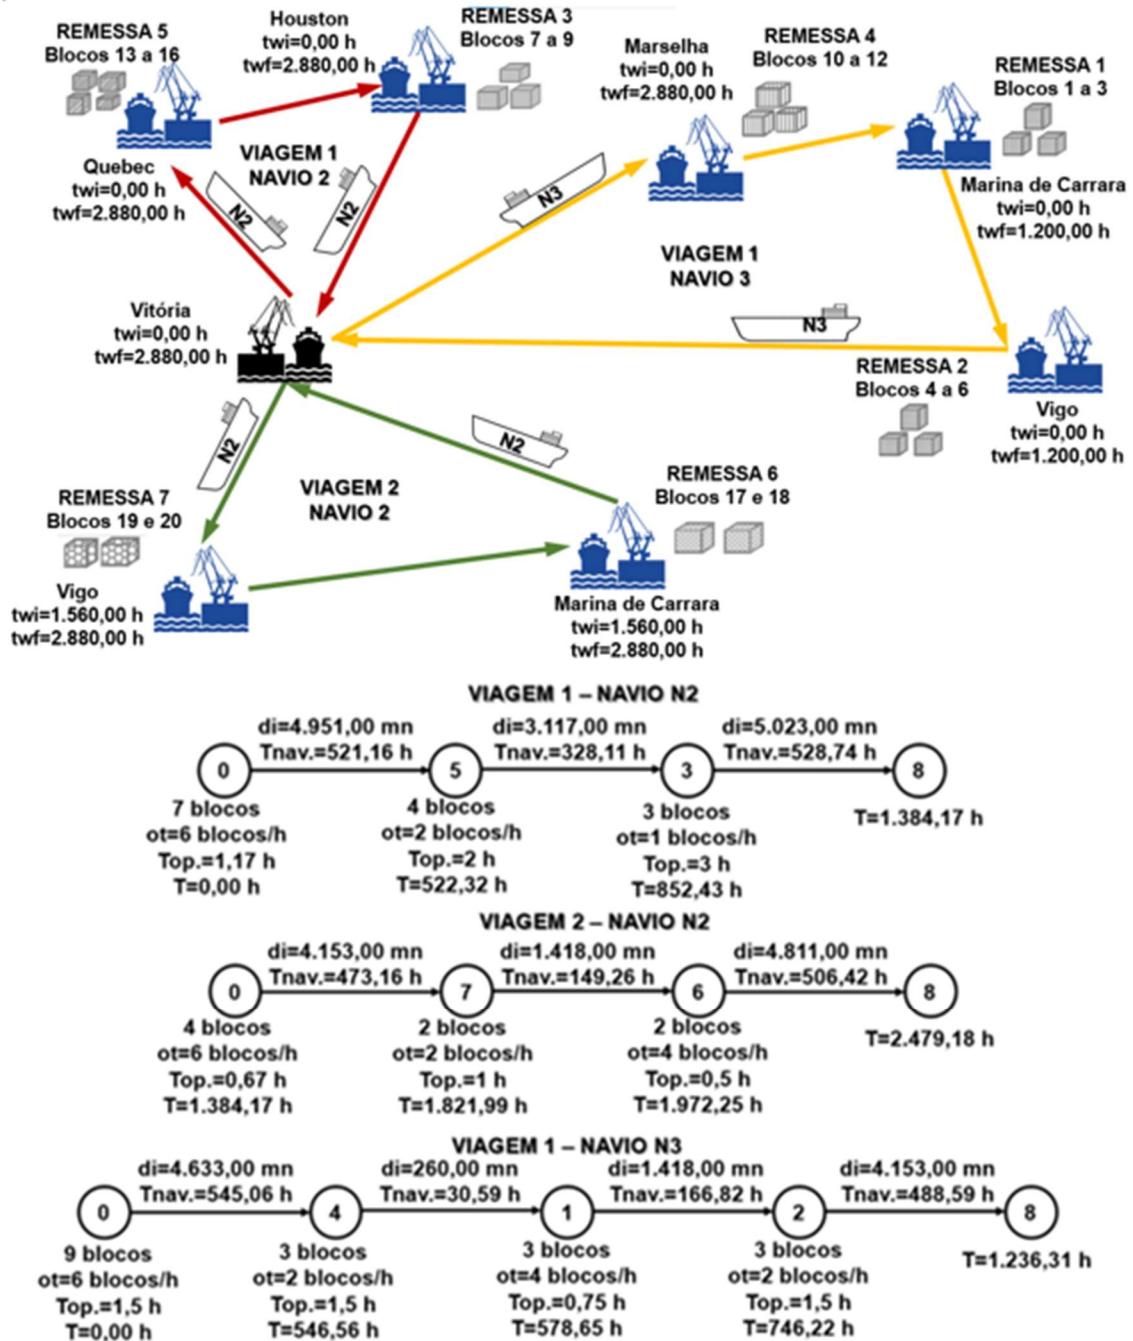 REMESSA 5
Blocos 13 a 16
Houston
twi=0,00 h
twf=2.880,00 h
REMESSA 3
Blocos 7 a 9
Marselha
twi=0,00 h
twf=2.880,00 h
REMESSA 4
Blocos 10 a 12
REMESSA 1
Blocos 1 a 3
Quebec
twi=0,00 h
twf=2.880,00 h
VIAGEM 1
NAVIO 2
N2
N2
N3
Marina de Carrara
twi=0,00 h
twf=1.200,00 h
VIAGEM 1
NAVIO 3
Vitória
twi=0,00 h
twf=2.880,00 h
N3
REMESSA 2
Blocos 4 a 6
Vigo
twi=0,00 h
twf=1.200,00 h
N2
N2
REMESSA 7
Blocos 19 e 20
VIAGEM 2
NAVIO 2
REMESSA 6
Blocos 17 e 18
Vigo
twi=1.560,00 h
twf=2.880,00 h
Marina de Carrara
twi=1.560,00 h
twf=2.880,00 h
VIAGEM 1 – NAVIO N2
di=4.951,00 mn di=3.117,00 mn di=5.023,00 mn
Tnav.=521,16 h Tnav.=328,11 h Tnav.=528,74 h
0 5 3 8
7 blocos 4 blocos 3 blocos
ot=6 blocos/h ot=2 blocos/h ot=1 blocos/h
Top.=1,17 h Top.=2 h Top.=3 h
T=0,00 h T=522,32 h T=852,43 h T=1.384,17 h
VIAGEM 2 – NAVIO N2
di=4.153,00 mn di=1.418,00 mn di=4.811,00 mn
Tnav.=473,16 h Tnav.=149,26 h Tnav.=506,42 h
0 7 6 8
4 blocos 2 blocos 2 blocos
ot=6 blocos/h ot=2 blocos/h ot=4 blocos/h
Top.=0,67 h Top.=1 h Top.=0,5 h
T=1.384,17 h T=1.821,99 h T=1.972,25 h T=2.479,18 h
VIAGEM 1 – NAVIO N3
di=4.633,00 mn di=260,00 mn di=1.418,00 mn di=4.153,00 mn
Tnav.=545,06 h Tnav.=30,59 h Tnav.=166,82 h Tnav.=488,59 h
0 4 1 2 8
9 blocos 3 blocos 3 blocos 3 blocos
ot=6 blocos/h ot=2 blocos/h ot=4 blocos/h ot=2 blocos/h
Top.=1,5 h Top.=1,5 h Top.=0,75 h Top.=1,5 h
T=0,00 h T=546,56 h T=578,65 h T=746,22 h T=1.236,31 h